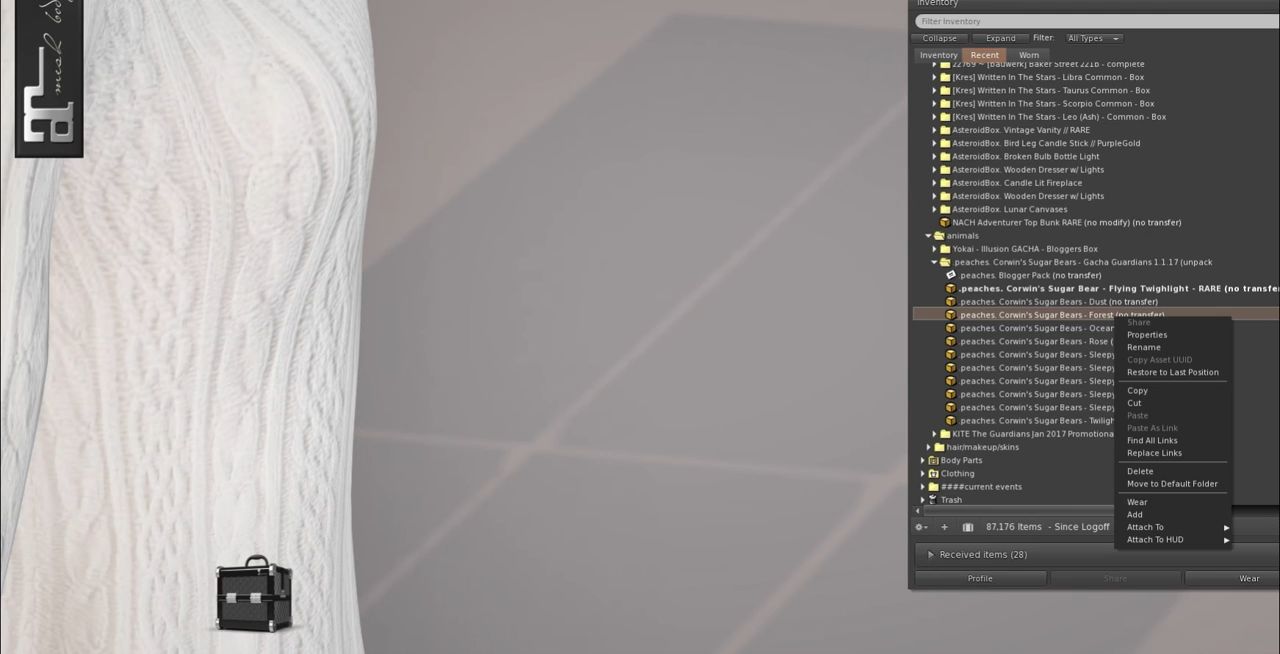 mesh body
Inventory
Filter Inventory
Collapse Expand Filter: All Types
Inventory Recent Worn
22769 ~ [bauwerk] Baker Street 221b - complete
[Kres] Written In The Stars - Libra Common - Box
[Kres] Written In The Stars - Taurus Common - Box
[Kres] Written In The Stars - Scorpio Common - Box
[Kres] Written In The Stars - Leo (Ash) - Common - Box
AsteroidBox. Vintage Vanity // RARE
AsteroidBox. Bird Leg Candle Stick // PurpleGold
AsteroidBox. Broken Bulb Bottle Light
AsteroidBox. Wooden Dresser w/ Lights
AsteroidBox. Candle Lit Fireplace
AsteroidBox. Wooden Dresser w/ Lights
AsteroidBox. Lunar Canvases
NACH Adventurer Top Bunk RARE (no modify) (no transfer)
animals
Yokai - Illusion GACHA - Bloggers Box
.peaches. Corwin's Sugar Bears - Gacha Guardians 1.1.17 (unpack
.peaches. Blogger Pack (no transfer)
.peaches. Corwin's Sugar Bear - Flying Twighlight - RARE (no transfe
.peaches. Corwin's Sugar Bears - Dust (no transfer)
.peaches. Corwin's Sugar Bears - Forest (no transfer)
.peaches. Corwin's Sugar Bears - Ocean
.peaches. Corwin's Sugar Bears - Rose (
.peaches. Corwin's Sugar Bears - Sleepy
.peaches. Corwin's Sugar Bears - Sleepy
.peaches. Corwin's Sugar Bears - Sleepy
.peaches. Corwin's Sugar Bears - Sleepy
.peaches. Corwin's Sugar Bears - Sleepy
.peaches. Corwin's Sugar Bears - Twiligh
KITE The Guardians Jan 2017 Promotiona
hair/makeup/skins
Body Parts
Clothing
####current events
Trash
87,176 Items - Since Logoff
Received items (28)
Profile Share Wear
Share
Properties
Rename
Copy Asset UUID
Restore to Last Position
Copy
Cut
Paste
Paste As Link
Find All Links
Replace Links
Delete
Move to Default Folder
Wear
Add
Attach To
Attach To HUD